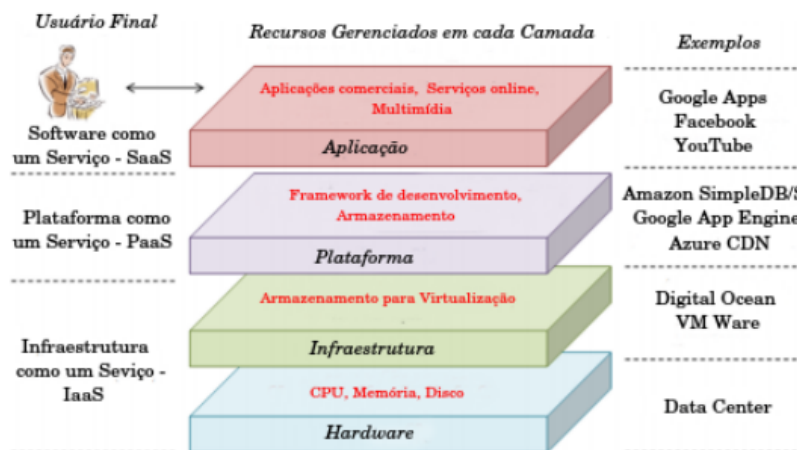 Usuário Final
Recursos Gerenciados em cada Camada
Exemplos
Aplicações comerciais, Serviços online,
Multimídia
Aplicação
Software como
um Serviço - SaaS
Google Apps
Facebook
YouTube
Framework de desenvolvimento,
Armazenamento
Plataforma
Plataforma como
um Serviço - PaaS
Amazon SimpleDB/S
Google App Engine
Azure CDN
Armazenamento para Virtualização
Infraestrutura
Digital Ocean
VM Ware
Infraestrutura
como um Seviço -
IaaS
CPU, Memória, Disco
Hardware
Data Center